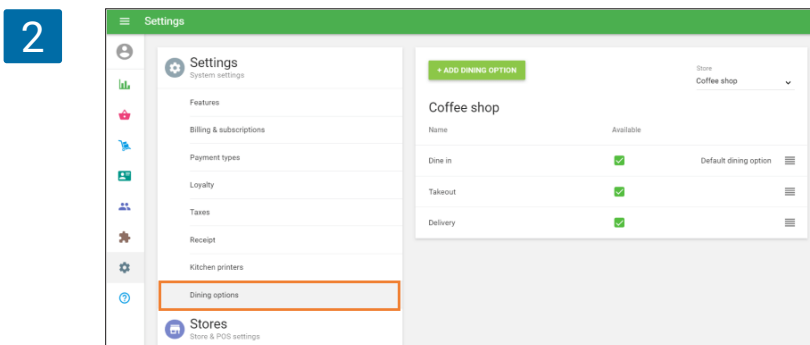 2
Settings
Settings
System settings
Features
Billing & subscriptions
Payment types
Loyalty
Taxes
Receipt
Kitchen printers
Dining options
Stores
Store & POS settings
+ ADD DINING OPTION
Store
Coffee shop
Coffee shop
Name Available
Dine in Default dining option
Takeout
Delivery